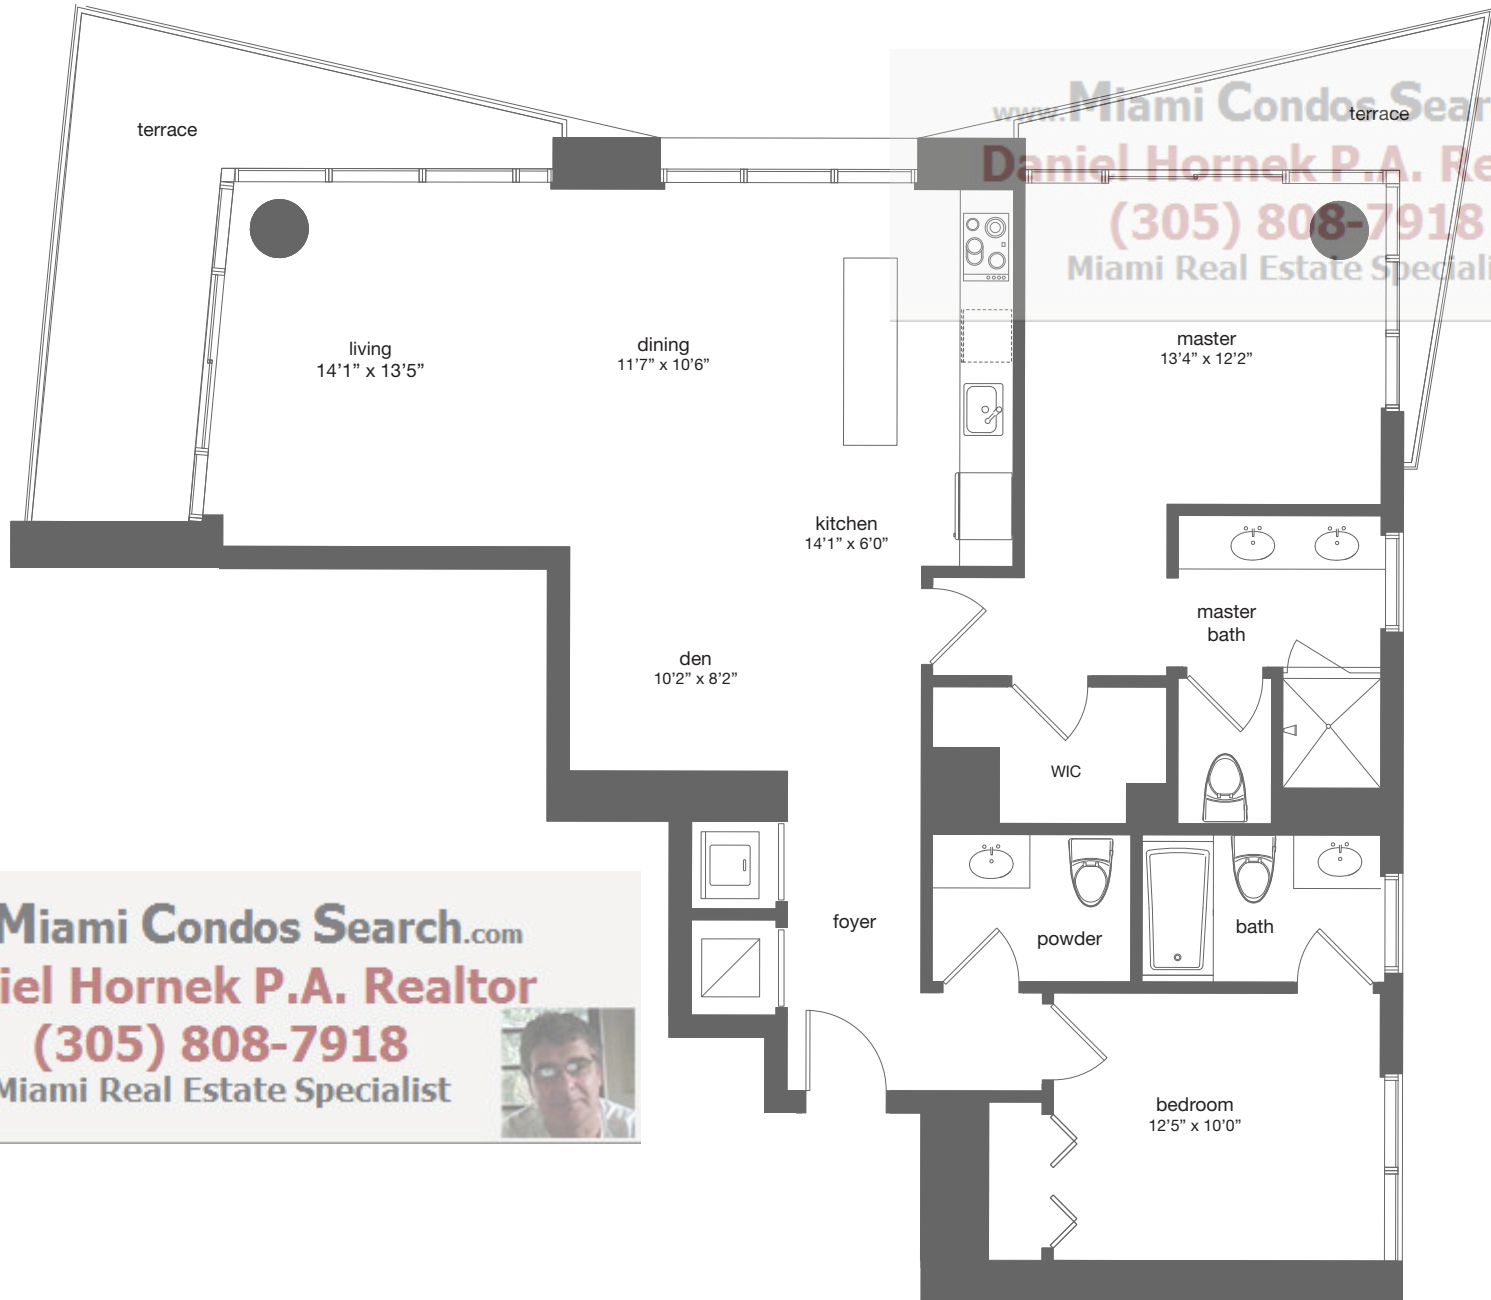 terrace
www.Miami Condos Sear
terrace
Daniel Hornek P.A. Re
(305) 808-7918
Miami Real Estate Speciali
living
14’1” x 13’5”
dining
11’7” x 10’6”
master
13’4” x 12’2”
kitchen
14’1” x 6’0”
master
bath
den
10’2” x 8’2”
WIC
foyer
powder
bath
bedroom
12’5” x 10’0”
Miami Condos Search.com
iel Hornek P.A. Realtor
(305) 808-7918
Miami Real Estate Specialist